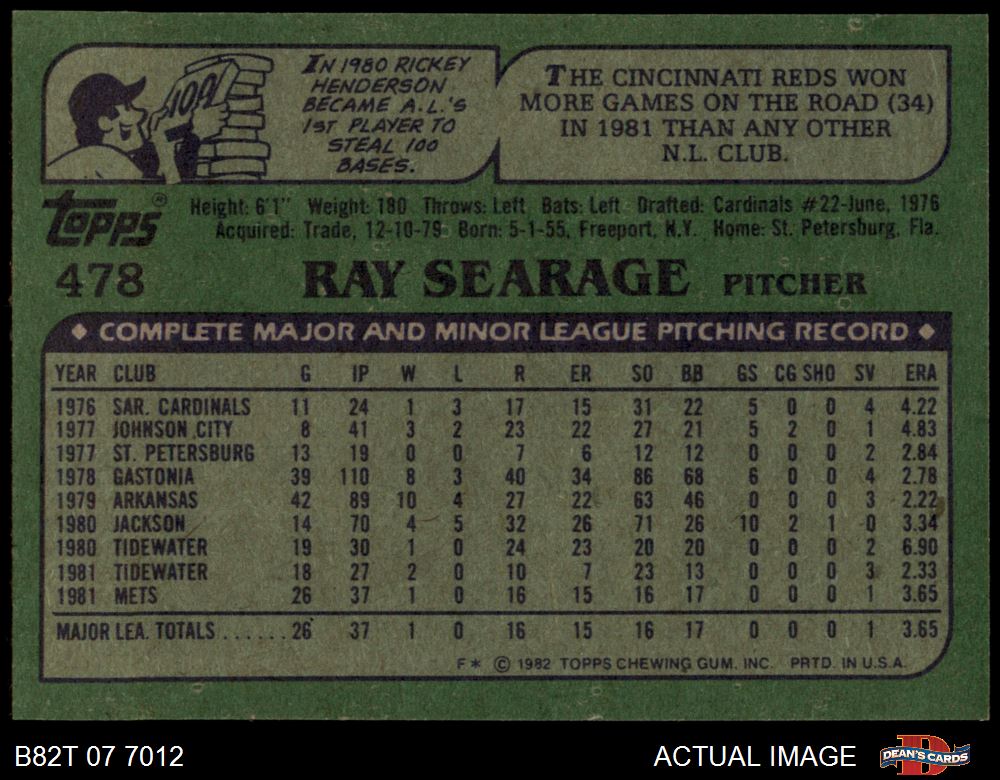 100
IN 1980 RICKEY
HENDERSON
BECAME A.L.'S
1ST PLAYER TO
STEAL 100
BASES.
THE CINCINNATI REDS WON
MORE GAMES ON THE ROAD (34)
IN 1981 THAN ANY OTHER
N.L. CLUB.
topps®
Height: 6'1" Weight: 180 Throws: Left Bats: Left Drafted: Cardinals #22-June, 1976
Acquired: Trade, 12-10-79 Born: 5-1-55, Freeport, N.Y. Home: St. Petersburg, Fla.
478 RAY SEARAGE PITCHER
◆ COMPLETE MAJOR AND MINOR LEAGUE PITCHING RECORD ◆
YEAR CLUB G IP W L R ER SO BB GS CG SHO SV ERA
1976 SAR. CARDINALS 11 24 1 3 17 15 31 22 5 0 0 4 4.22
1977 JOHNSON CITY 8 41 3 2 23 22 27 21 5 2 0 1 4.83
1977 ST. PETERSBURG 13 19 0 0 7 6 12 12 0 0 0 2 2.84
1978 GASTONIA 39 110 8 3 40 34 86 68 6 0 0 4 2.78
1979 ARKANSAS 42 89 10 4 27 22 63 46 0 0 0 3 2.22
1980 JACKSON 14 70 4 5 32 26 71 26 10 2 1 0 3.34
1980 TIDEWATER 19 30 1 0 24 23 20 20 0 0 0 2 6.90
1981 TIDEWATER 18 27 2 0 10 7 23 13 0 0 0 3 2.33
1981 METS 26 37 1 0 16 15 16 17 0 0 0 1 3.65
MAJOR LEA. TOTALS ...... 26 37 1 0 16 15 16 17 0 0 0 1 3.65
F* © 1982 TOPPS CHEWING GUM, INC. PRTD. IN U.S.A.
B82T 07 7012 ACTUAL IMAGE DEAN'S CARDS